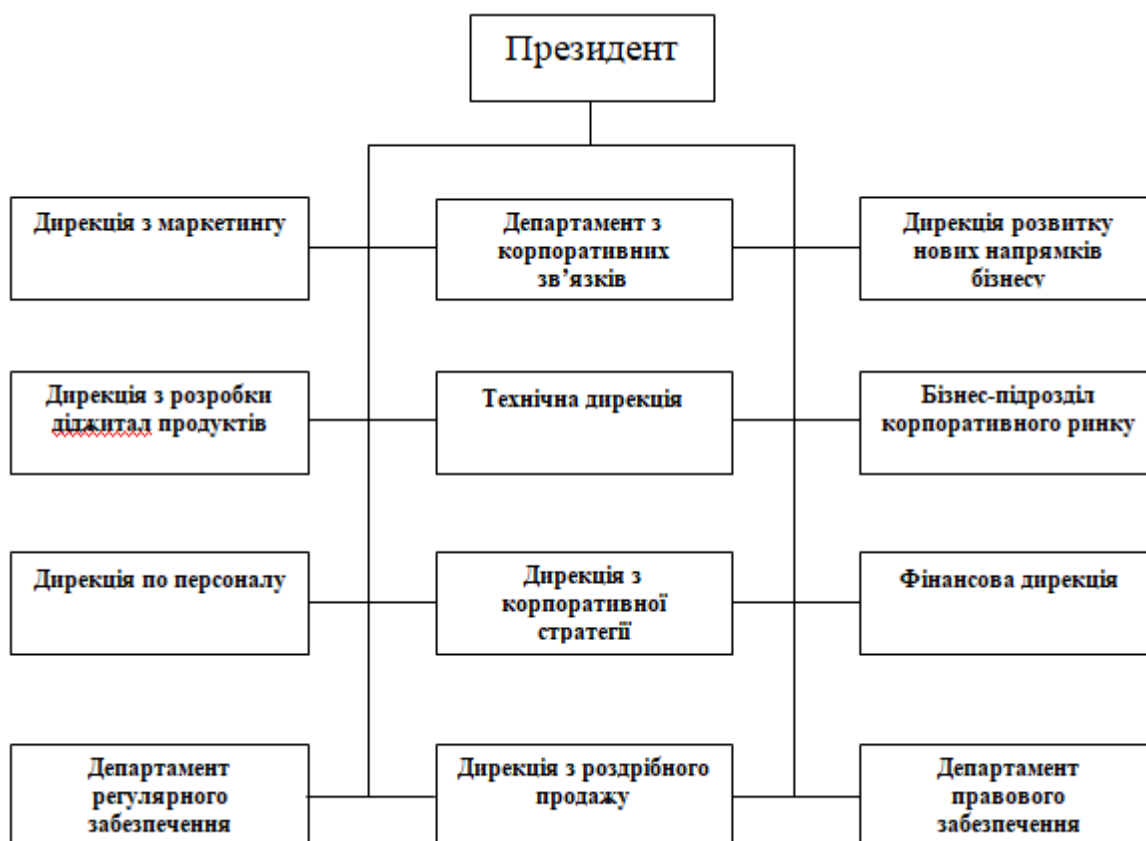 Президент
Дирекція з маркетингу
Департамент з
корпоративних
зв’язків
Дирекція розвитку
нових напрямків
бізнесу
Дирекція з розробки
діджитал продуктів
Технічна дирекція
Бізнес-підрозділ
корпоративного ринку
Дирекція по персоналу
Дирекція з
корпоративної
стратегії
Фінансова дирекція
Департамент
регулярного
забезпечення
Дирекція з роздрібного
продажу
Департамент
правового
забезпечення